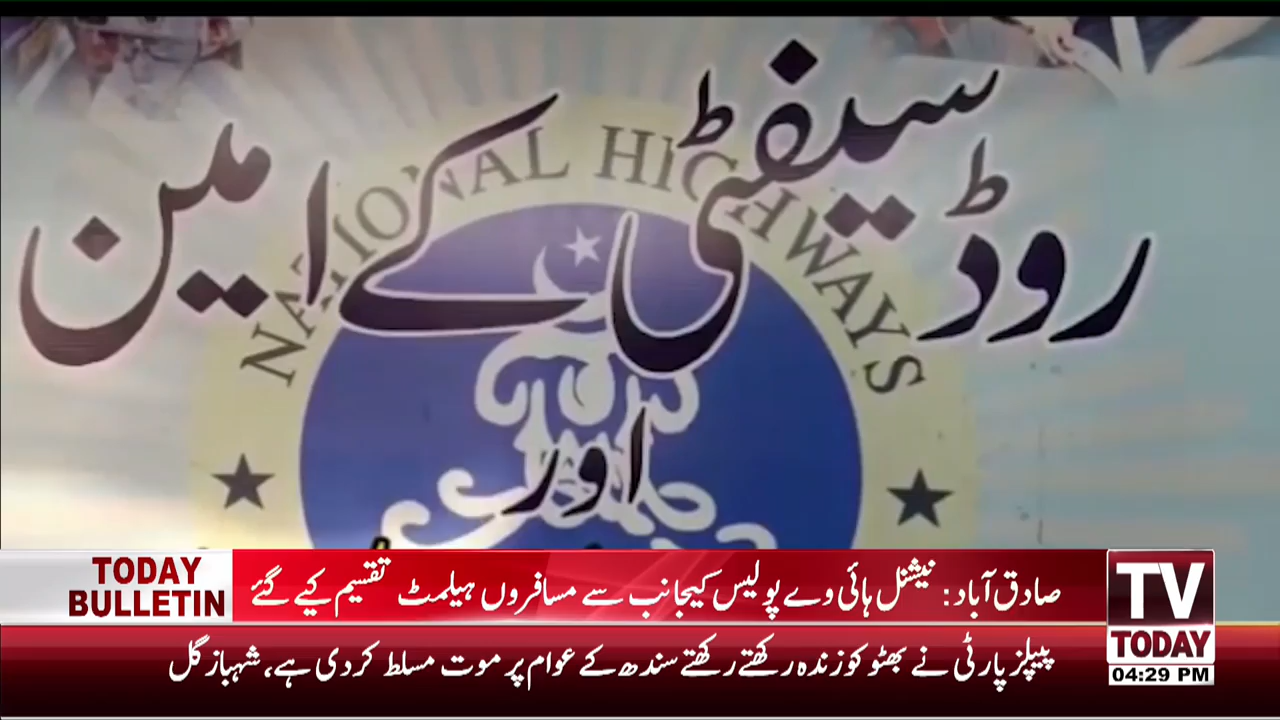 روڈ سیفٹی کے امین
NATIONAL HIGHWAYS
اور
TODAY
BULLETIN
صادق آباد: نیشنل ہائی وے پولیس کیجانب سے مسافروں ہیلمٹ تقسیم کیے گئے
پیپلز پارٹی نے بھٹو کو زندہ رکھتے رکھتے سندھ کے عوام پر موت مسلط کر دی ہے، شہباز گل
TV
TODAY
04:29 PM